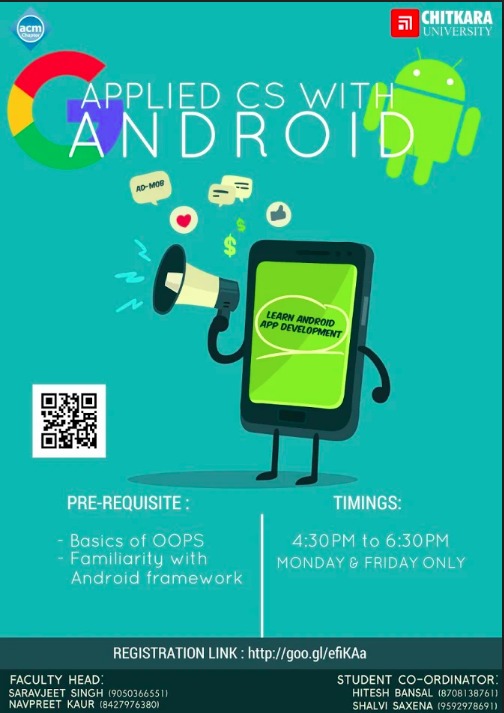 acm
Chapter
CHITKARA
UNIVERSITY
APPLIED CS WITH
ANDROID
AD-MOB
LEARN ANDROID
APP DEVELOPMENT
PRE-REQUISITE :
- Basics of OOPS
- Familiarity with
Android framework
TIMINGS:
4:30PM to 6:30PM
MONDAY & FRIDAY ONLY
REGISTRATION LINK : http://goo.gl/efiKAa
FACULTY HEAD:
SARAVJEET SINGH (9050366551)
NAVPREET KAUR (8427976380)
STUDENT CO-ORDINATOR:
HITESH BANSAL (8708138761)
SHALVI SAXENA (9592978691)